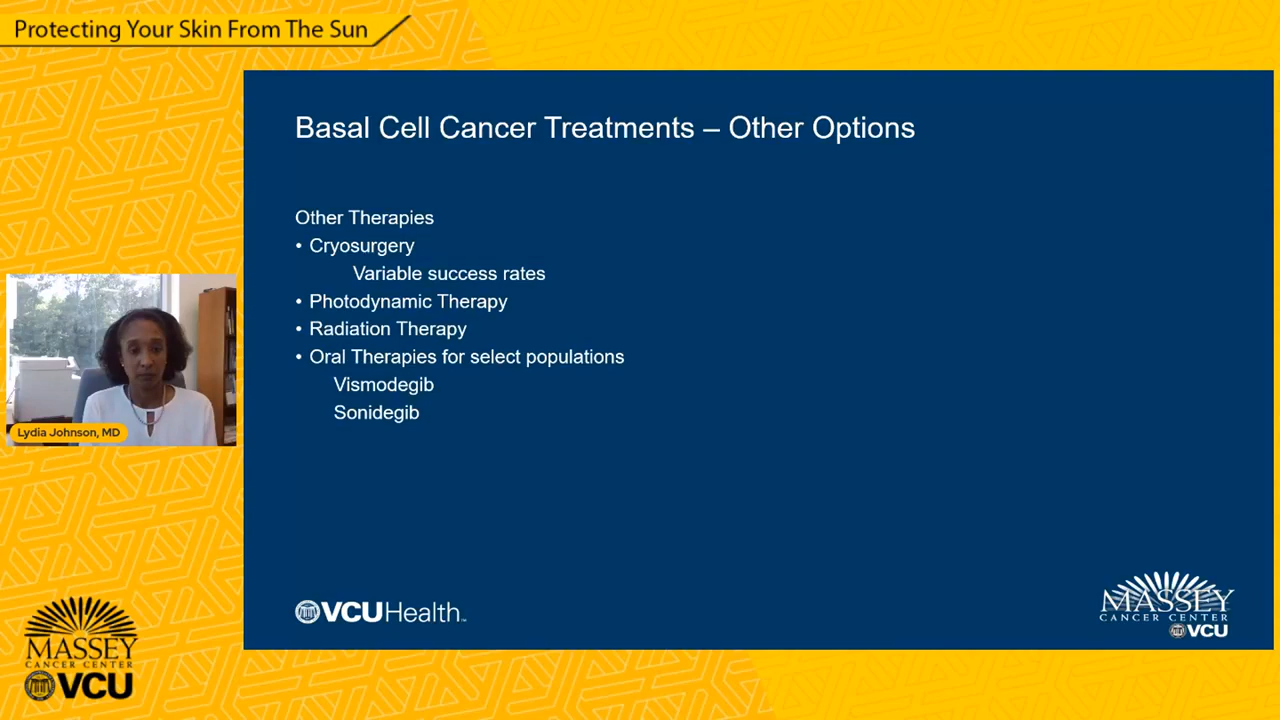 Protecting Your Skin From The Sun
Basal Cell Cancer Treatments – Other Options
Other Therapies
• Cryosurgery
Variable success rates
• Photodynamic Therapy
• Radiation Therapy
• Oral Therapies for select populations
Vismodegib
Sonidegib
Lydia Johnson, MD
VCUHealth™
MASSEY
CANCER CENTER
VCU
MASSEY
CANCER CENTER
VCU